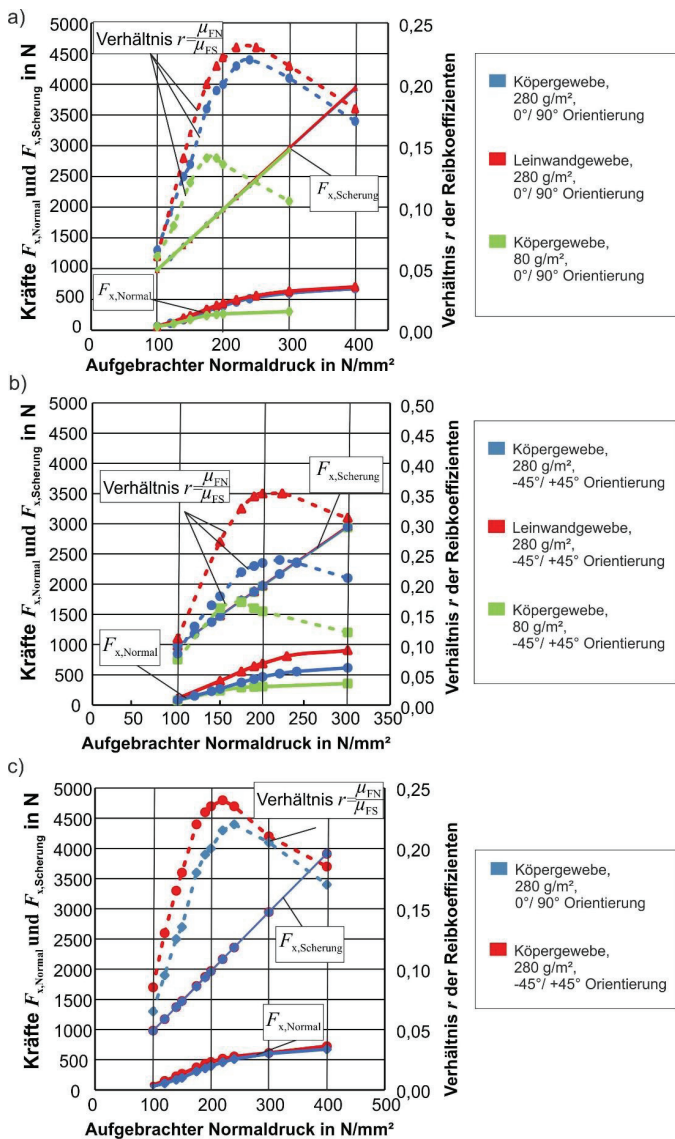 a)
Kräfte Fx,Normal und Fx,Scherung in N
5000
4500
4000
3500
3000
2500
2000
1500
1000
500
0
Verhältnis r=μFN/μFS
Fx,Scherung
Fx,Normal
0,25
0,20
0,15
0,10
0,05
0,00
Verhältnis r der Reibkoeffizienten
0 100 200 300 400 500
Aufgebrachter Normaldruck in N/mm²
Köpergewebe,
280 g/m²,
0°/ 90° Orientierung
Leinwandgewebe,
280 g/m²,
0°/ 90° Orientierung
Köpergewebe,
80 g/m²,
0°/ 90° Orientierung
b)
Kräfte Fx,Normal und Fx,Scherung in N
5000
4500
4000
3500
3000
2500
2000
1500
1000
500
0
Verhältnis r=μFN/μFS
Fx,Scherung
Fx,Normal
0,50
0,45
0,40
0,35
0,30
0,25
0,20
0,15
0,10
0,05
0,00
Verhältnis r der Reibkoeffizienten
0 50 100 150 200 250 300 350
Aufgebrachter Normaldruck in N/mm²
Köpergewebe,
280 g/m²,
-45°/ +45° Orientierung
Leinwandgewebe,
280 g/m²,
-45°/ +45° Orientierung
Köpergewebe,
80 g/m²,
-45°/ +45° Orientierung
c)
Kräfte Fx,Normal und Fx,Scherung in N
5000
4500
4000
3500
3000
2500
2000
1500
1000
500
0
Verhältnis r=μFN/μFS
Fx,Scherung
Fx,Normal
0,25
0,20
0,15
0,10
0,05
0,00
Verhältnis r der Reibkoeffizienten
0 100 200 300 400 500
Aufgebrachter Normaldruck in N/mm²
Köpergewebe,
280 g/m²,
0°/ 90° Orientierung
Köpergewebe,
280 g/m²,
-45°/ +45° Orientierung